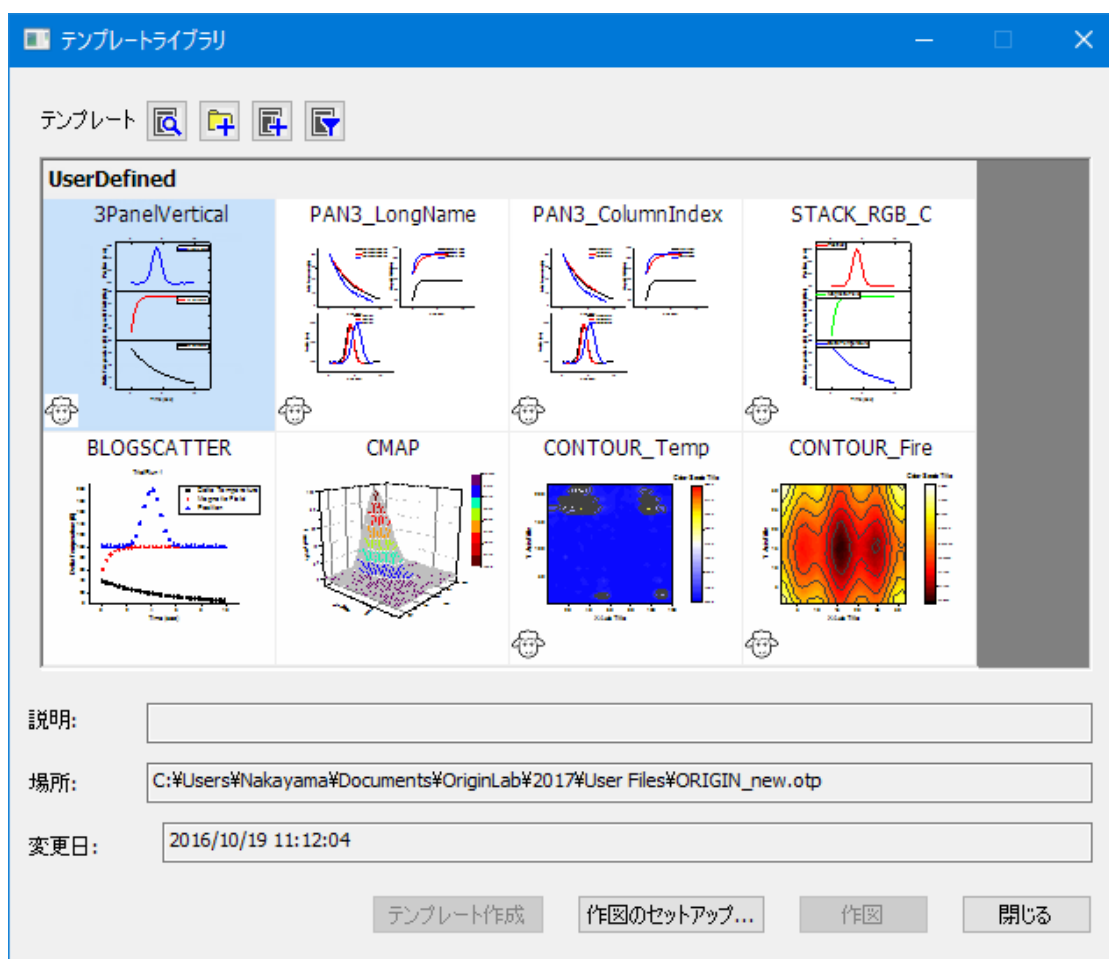 テンプレートライブラリ
テンプレート
UserDefined
3PanelVertical PAN3_LongName PAN3_ColumnIndex STACK_RGB_C
BLOGSCATTER CMAP CONTOUR_Temp CONTOUR_Fire
説明:
場所: C:¥Users¥Nakayama¥Documents¥OriginLab¥2017¥User Files¥ORIGIN_new.otp
変更日: 2016/10/19 11:12:04
テンプレート作成 作図のセットアップ... 作図 閉じる